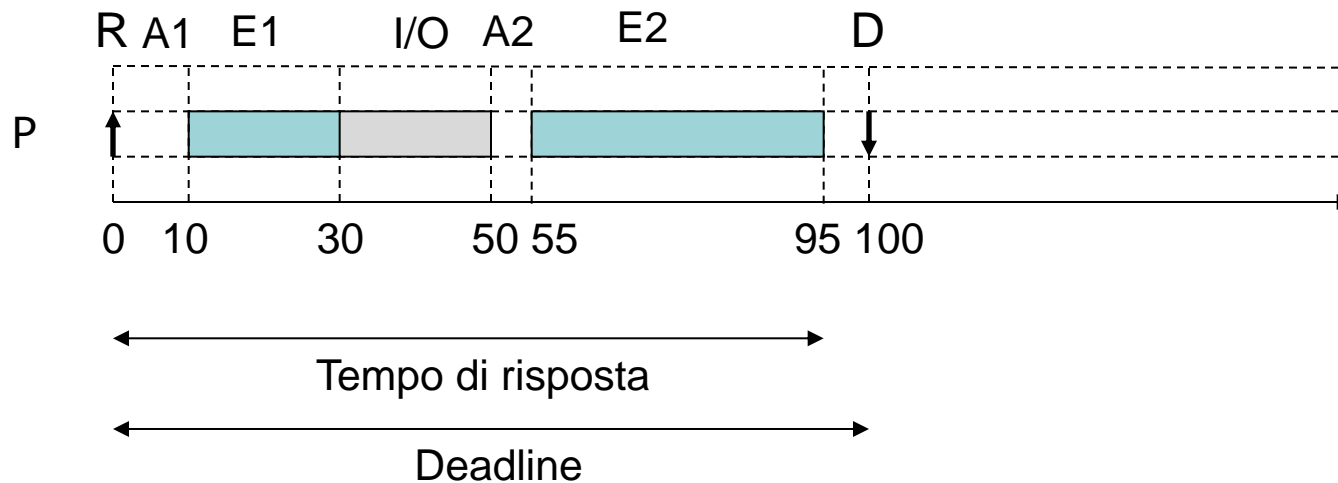 R A1 E1 I/O A2 E2 D
P
0 10 30 50 55 95 100
Tempo di risposta
Deadline